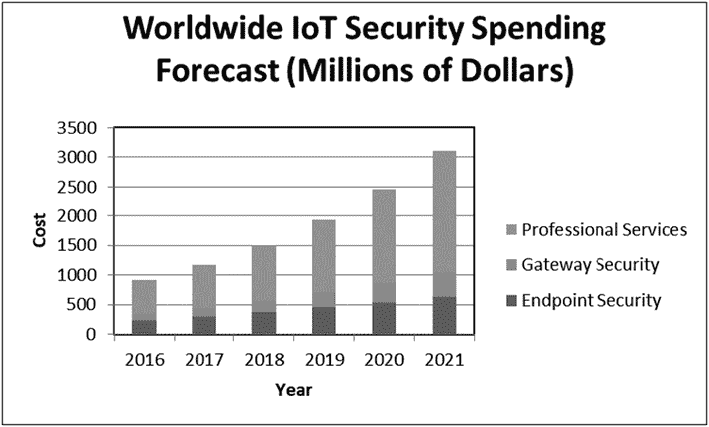 Worldwide IoT Security Spending
Forecast (Millions of Dollars)
3500
3000
2500
2000
1500
1000
500
0
Cost
2016 2017 2018 2019 2020 2021
Year
Professional Services
Gateway Security
Endpoint Security